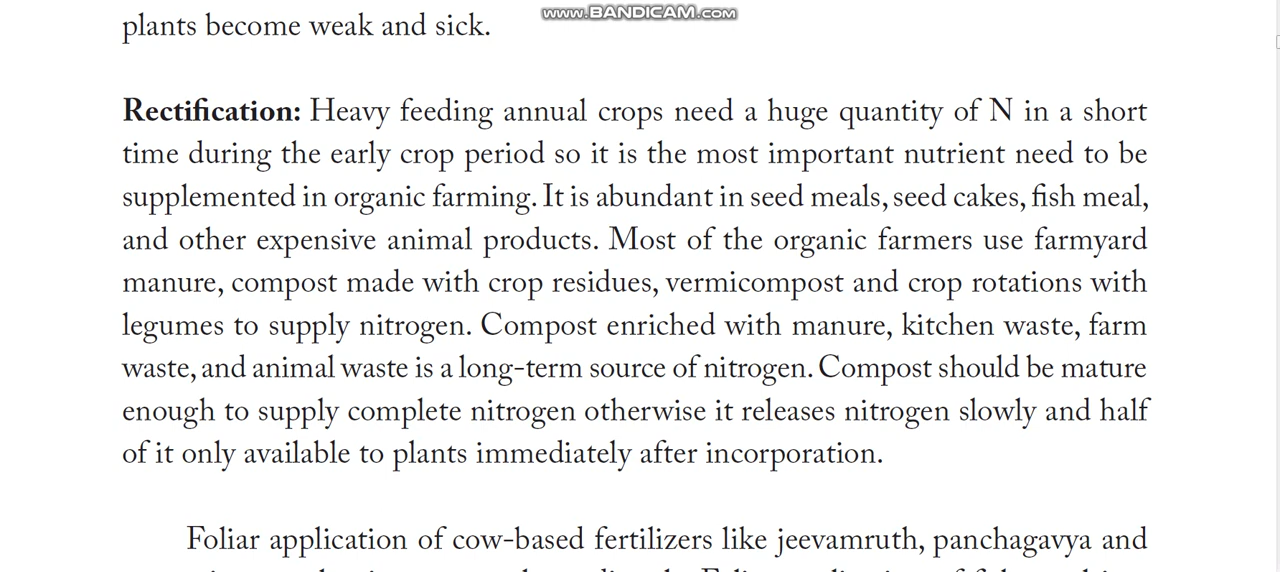 www.BANDICAM.com
plants become weak and sick.
Rectification: Heavy feeding annual crops need a huge quantity of N in a short
time during the early crop period so it is the most important nutrient need to be
supplemented in organic farming. It is abundant in seed meals, seed cakes, fish meal,
and other expensive animal products. Most of the organic farmers use farmyard
manure, compost made with crop residues, vermicompost and crop rotations with
legumes to supply nitrogen. Compost enriched with manure, kitchen waste, farm
waste, and animal waste is a long-term source of nitrogen. Compost should be mature
enough to supply complete nitrogen otherwise it releases nitrogen slowly and half
of it only available to plants immediately after incorporation.
Foliar application of cow-based fertilizers like jeevamruth, panchagavya and